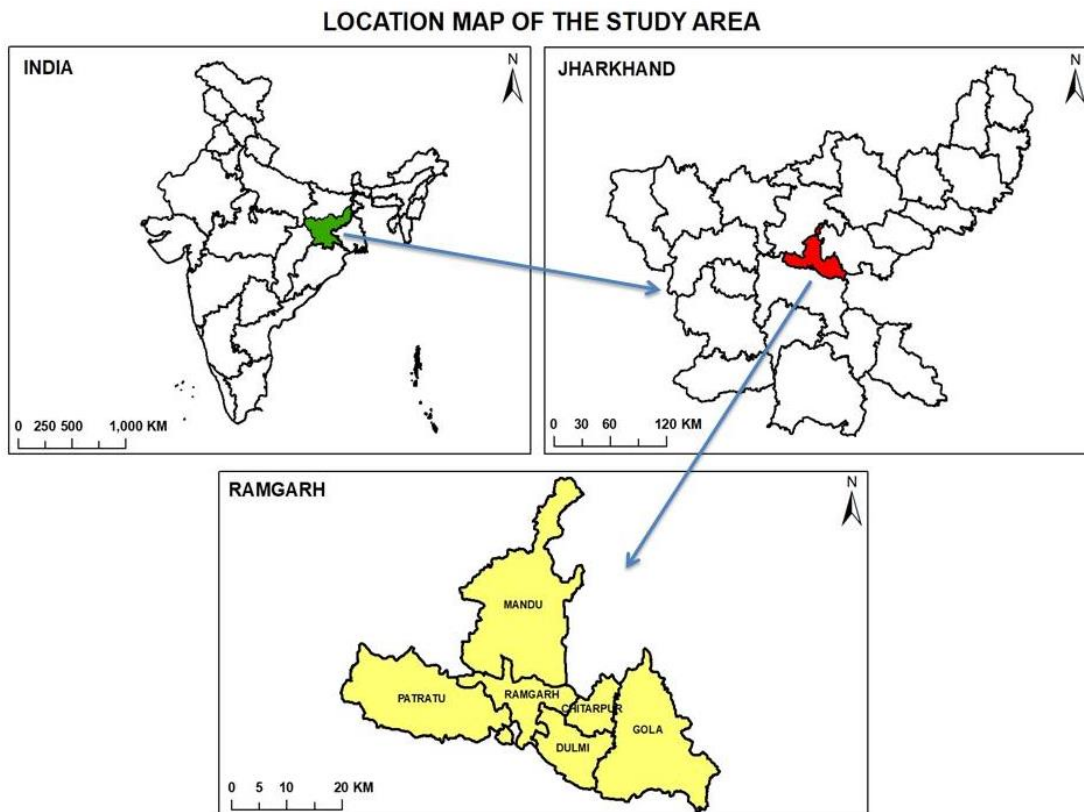 LOCATION MAP OF THE STUDY AREA
INDIA
N
0 250 500 1,000 KM
JHARKHAND
N
0 30 60 120 KM
RAMGARH
N
MANDU
PATRATU
RAMGARH
CHITARPUR
GOLA
DULMI
0 5 10 20 KM